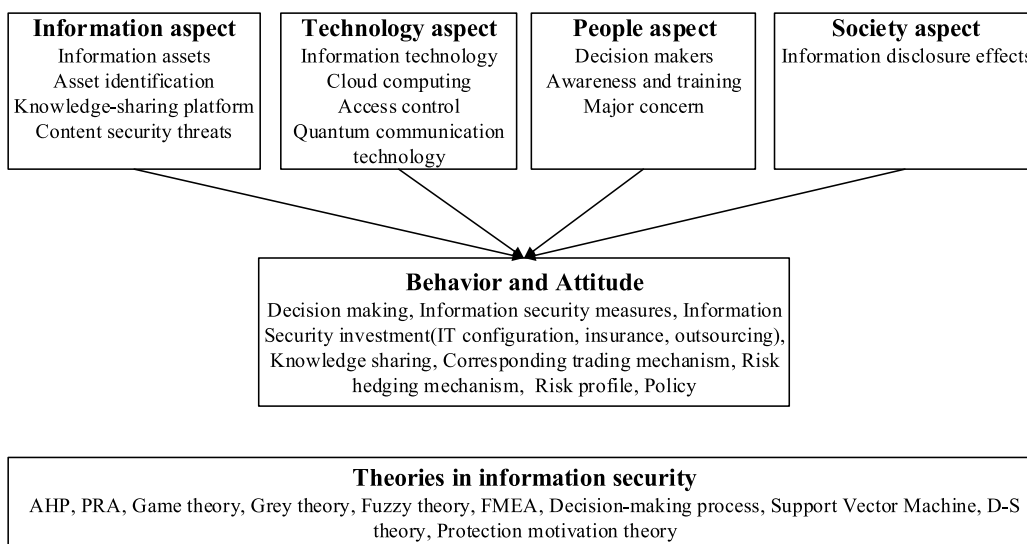 Information aspect
Information assets
Asset identification
Knowledge-sharing platform
Content security threats
Technology aspect
Information technology
Cloud computing
Access control
Quantum communication
technology
People aspect
Decision makers
Awareness and training
Major concern
Society aspect
Information disclosure effects
Behavior and Attitude
Decision making, Information security measures, Information
Security investment(IT configuration, insurance, outsourcing),
Knowledge sharing, Corresponding trading mechanism, Risk
hedging mechanism, Risk profile, Policy
Theories in information security
AHP, PRA, Game theory, Grey theory, Fuzzy theory, FMEA, Decision-making process, Support Vector Machine, D-S
theory, Protection motivation theory